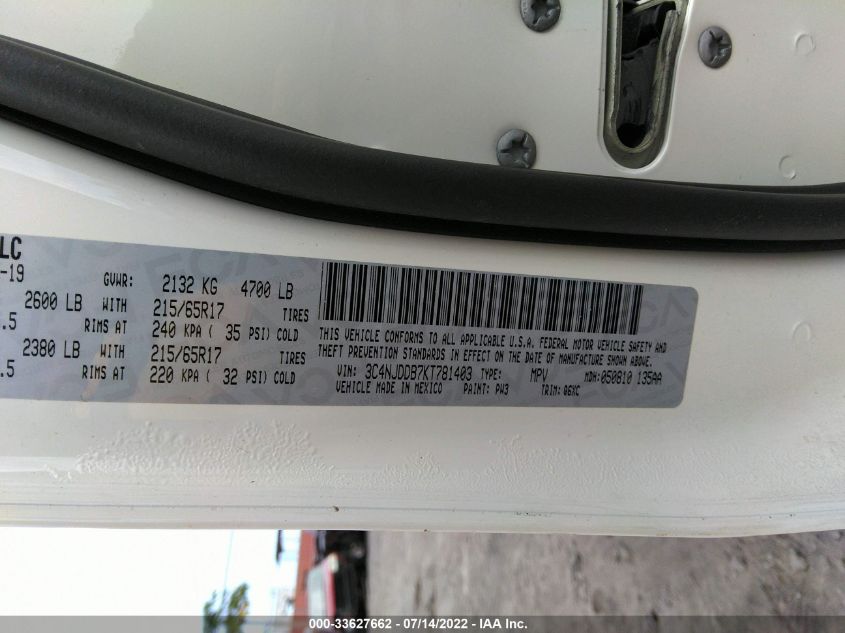 LC
-19 GVWR: 2132 KG 4700 LB
2600 LB WITH 215/65R17 TIRES
.5 RIMS AT 240 KPA ( 35 PSI) COLD
2380 LB WITH 215/65R17 TIRES
.5 RIMS AT 220 KPA ( 32 PSI) COLD
THIS VEHICLE CONFORMS TO ALL APPLICABLE U.S.A. FEDERAL MOTOR VEHICLE SAFETY AND
THEFT PREVENTION STANDARDS IN EFFECT ON THE DATE OF MANUFACTURE SHOWN ABOVE.
VIN: 3C4NJDDB7KT781403 TYPE: MPV MDH: 050810 135AA
VEHICLE MADE IN MEXICO PAINT: PW3 TRIM: Q6XC
000-33627662 - 07/14/2022 - IAA Inc.